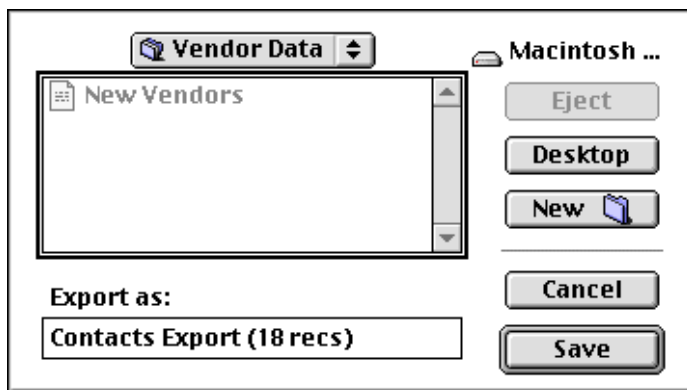 Vendor Data
Macintosh ...
New Vendors
Eject
Desktop
New
Export as:
Cancel
Contacts Export (18 recs)
Save